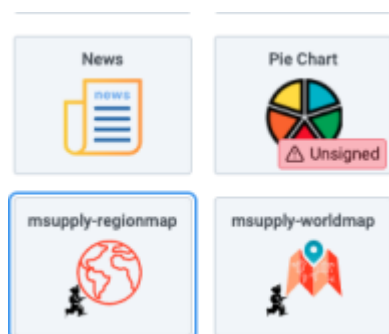 News
news
Pie Chart
Unsigned
msupply-regionmap
msupply-worldmap